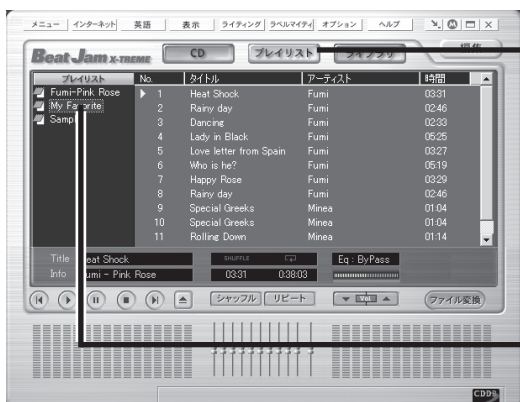 メニュー インターネット 英語 表示 ライティング ラベルマイティ オプション ヘルプ
Beat Jam X-TREME CD プレイリスト ライブラリ 編集
プレイリスト No. タイトル アーティスト 時間
Fumi-Pink Rose 1 Heat Shock Fumi 03:31
My Favorite 2 Rainy day Fumi 02:46
Sampl 3 Dancing Fumi 02:33
4 Lady in Black Fumi 05:25
5 Love letter from Spain Fumi 03:27
6 Who is he? Fumi 05:19
7 Happy Rose Fumi 03:29
8 Rainy day Fumi 02:46
9 Special Greeks Minea 01:04
10 Special Greeks Minea 01:04
11 Rolling Down Minea 01:14
Title eat Shock SHUFFLE Eq : ByPass
Info umi - Pink Rose 03:31 0:38:03
シャッフル リピート Vol ファイル変換
CDDB